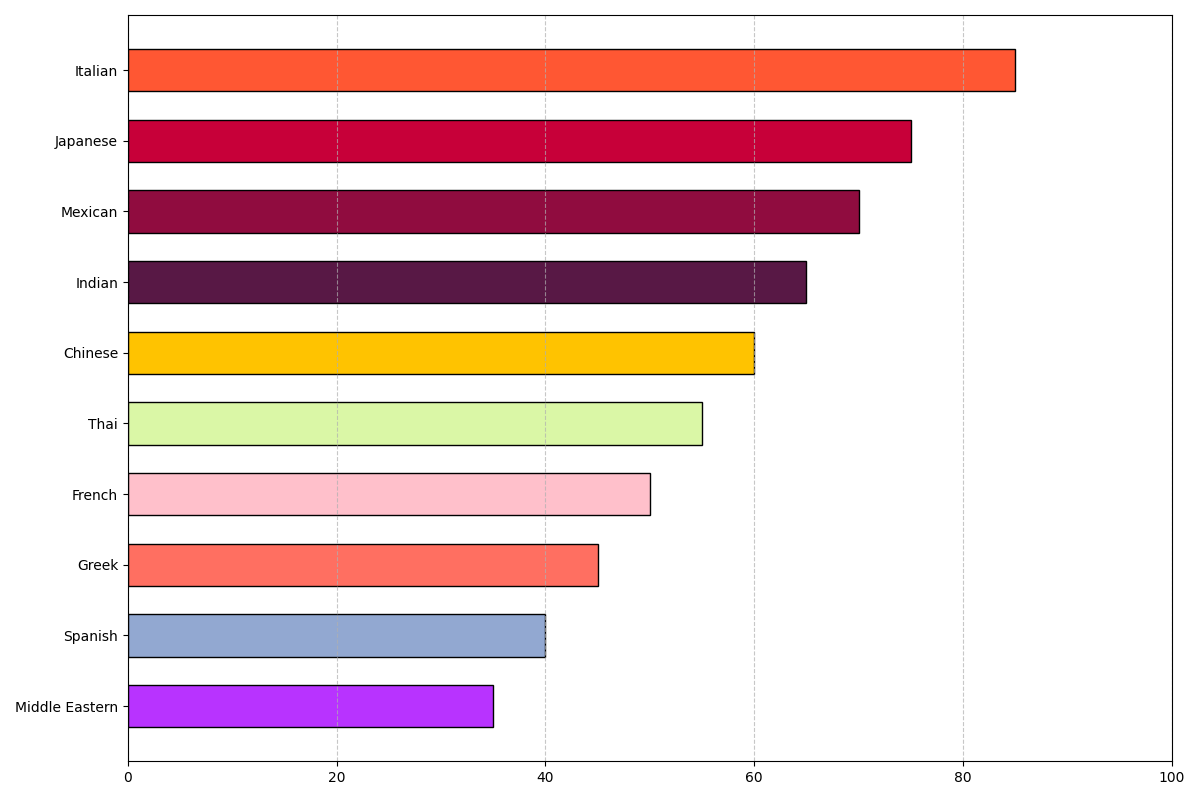 Italian
Japanese
Mexican
Indian
Chinese
Thai
French
Greek
Spanish
Middle Eastern
0 20 40 60 80 100